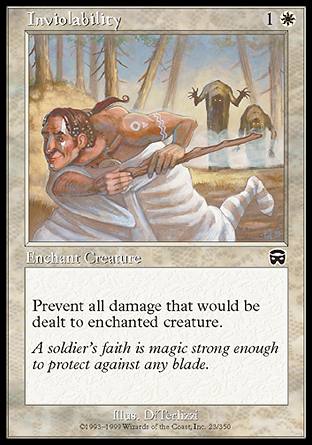 Inviolability 1
Enchant Creature
Prevent all damage that would be
dealt to enchanted creature.
A soldier's faith is magic strong enough
to protect against any blade.
Illus. DiTerlizzi
©1993–1999 Wizards of the Coast, Inc. 23/350